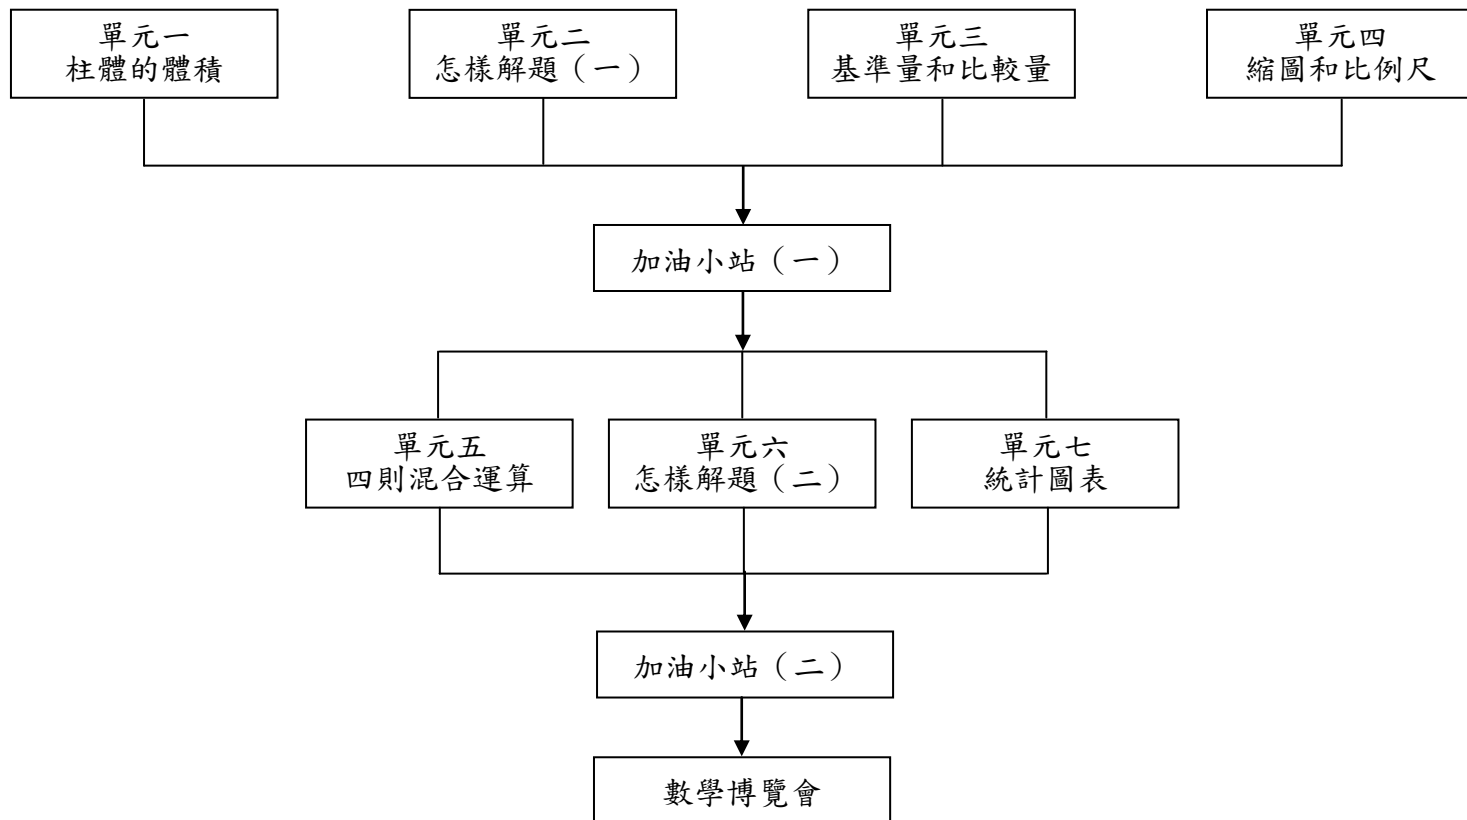 單元一
柱體的體積
單元二
怎樣解題（一）
單元三
基準量和比較量
單元四
縮圖和比例尺
加油小站（一）
單元五
四則混合運算
單元六
怎樣解題（二）
單元七
統計圖表
加油小站（二）
數學博覽會